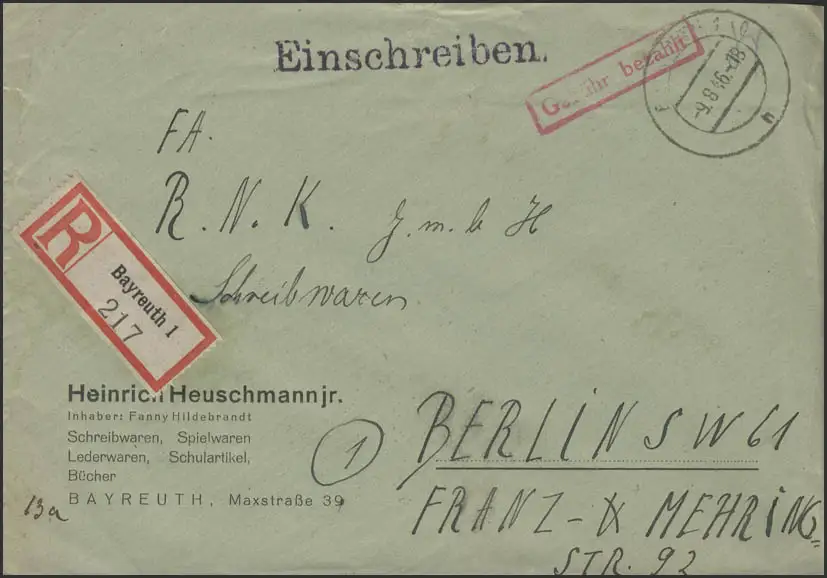 Einschreiben.
Gebühr bezahlt
-9.8.46.-18
h
FA.
R. N. K. G.m.b H
Schreibwaren
R
Bayreuth 1
217
Heinrich Heuschmann jr.
Inhaber: Fanny Hildebrandt
Schreibwaren, Spielwaren
Lederwaren, Schulartikel,
Bücher
BAYREUTH, Maxstraße 39
13a
1
BERLIN SW 61
FRANZ - MEHRING=
STR. 92